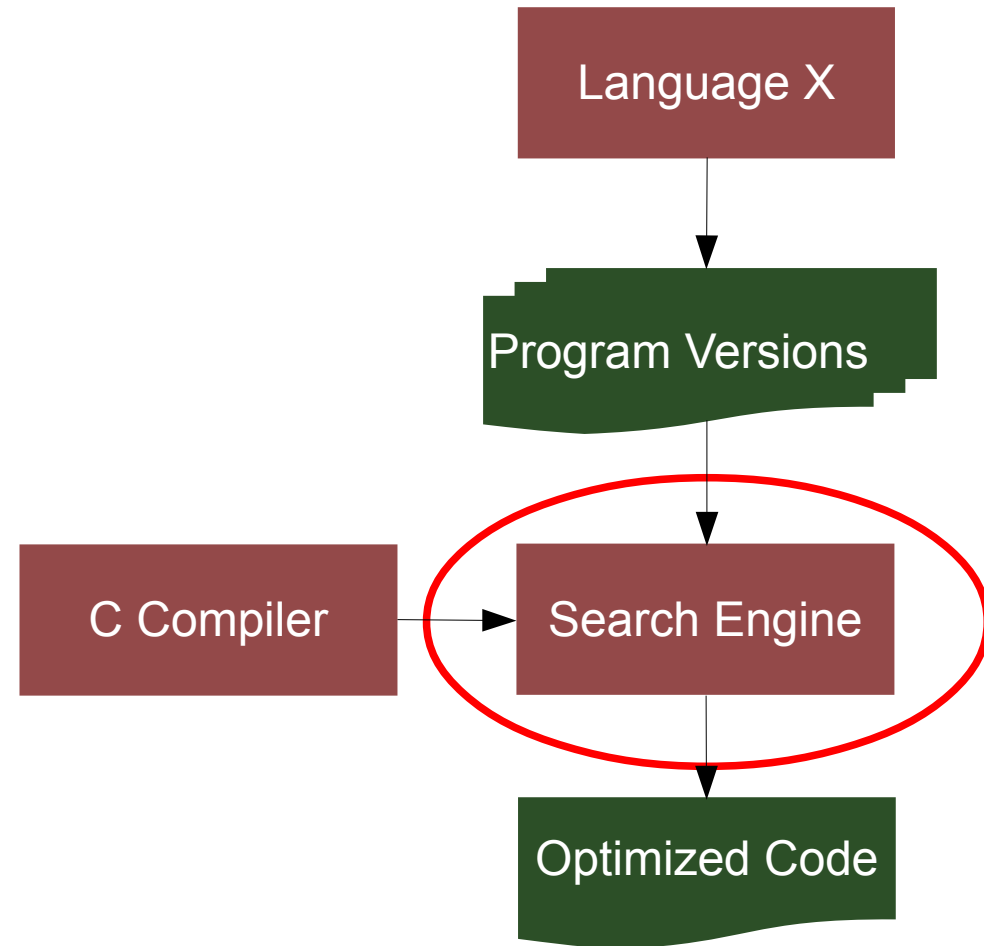 Language X
Program Versions
C Compiler
Search Engine
Optimized Code